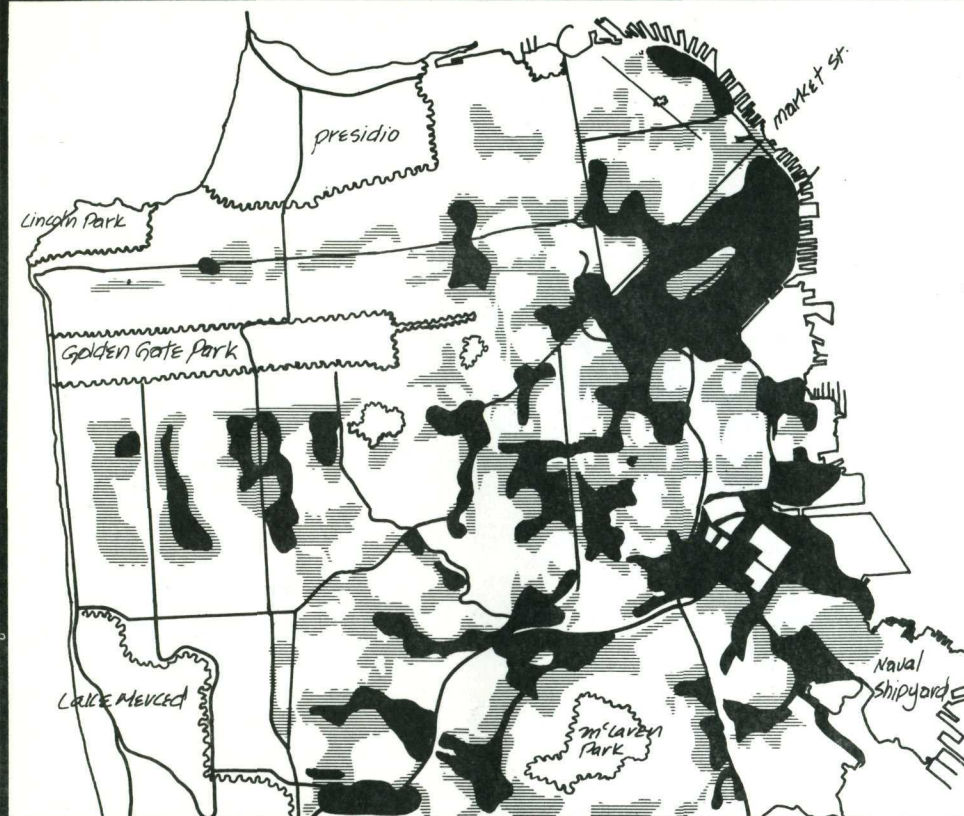 market St.
presidio
Lincoln Park
Golden Gate Park
Naval
Shipyard
Lake Merced
mcLaren
Park